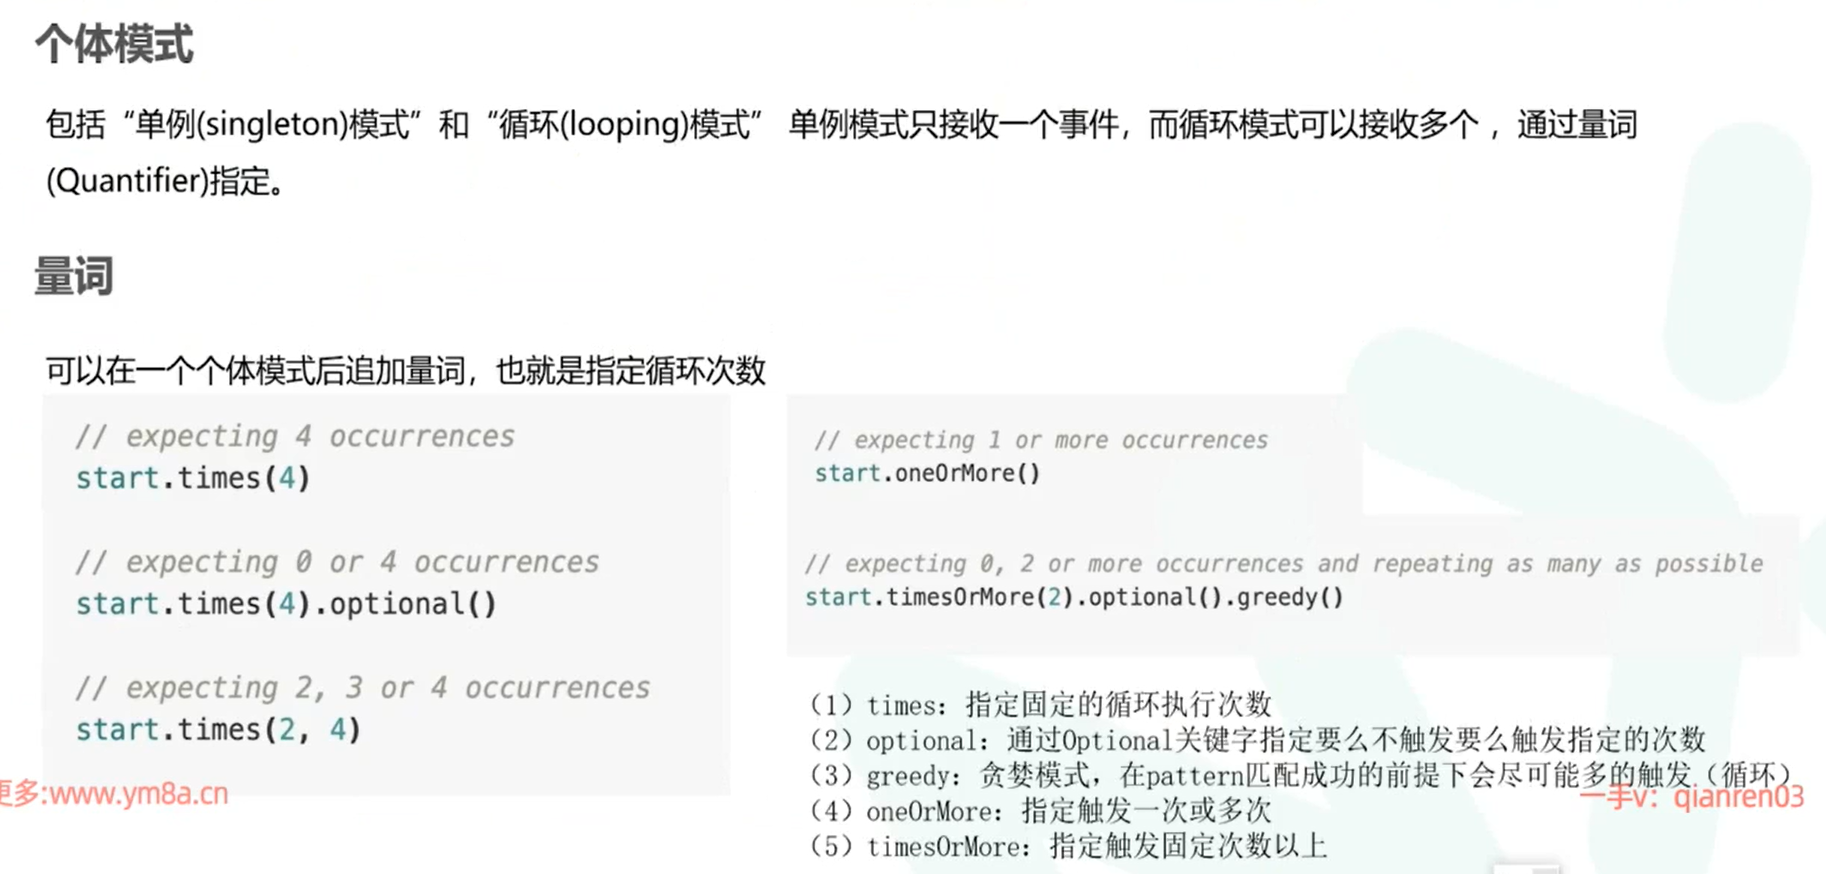 个体模式
包括“单例(singleton)模式”和“循环(looping)模式” 单例模式只接收一个事件，而循环模式可以接收多个 ，通过量词
(Quantifier)指定。
量词
可以在一个个体模式后追加量词，也就是指定循环次数
// expecting 4 occurrences
start.times(4)
// expecting 0 or 4 occurrences
start.times(4).optional()
// expecting 2, 3 or 4 occurrences
start.times(2, 4)
// expecting 1 or more occurrences
start.oneOrMore()
// expecting 0, 2 or more occurrences and repeating as many as possible
start.timesOrMore(2).optional().greedy()
（1）times：指定固定的循环执行次数
（2）optional：通过Optional关键字指定要么不触发要么触发指定的次数
（3）greedy：贪婪模式，在pattern匹配成功的前提下会尽可能多的触发（循环）
（4）oneOrMore：指定触发一次或多次
（5）timesOrMore：指定触发固定次数以上
更多:www.ym8a.cn
一手v：qianren03